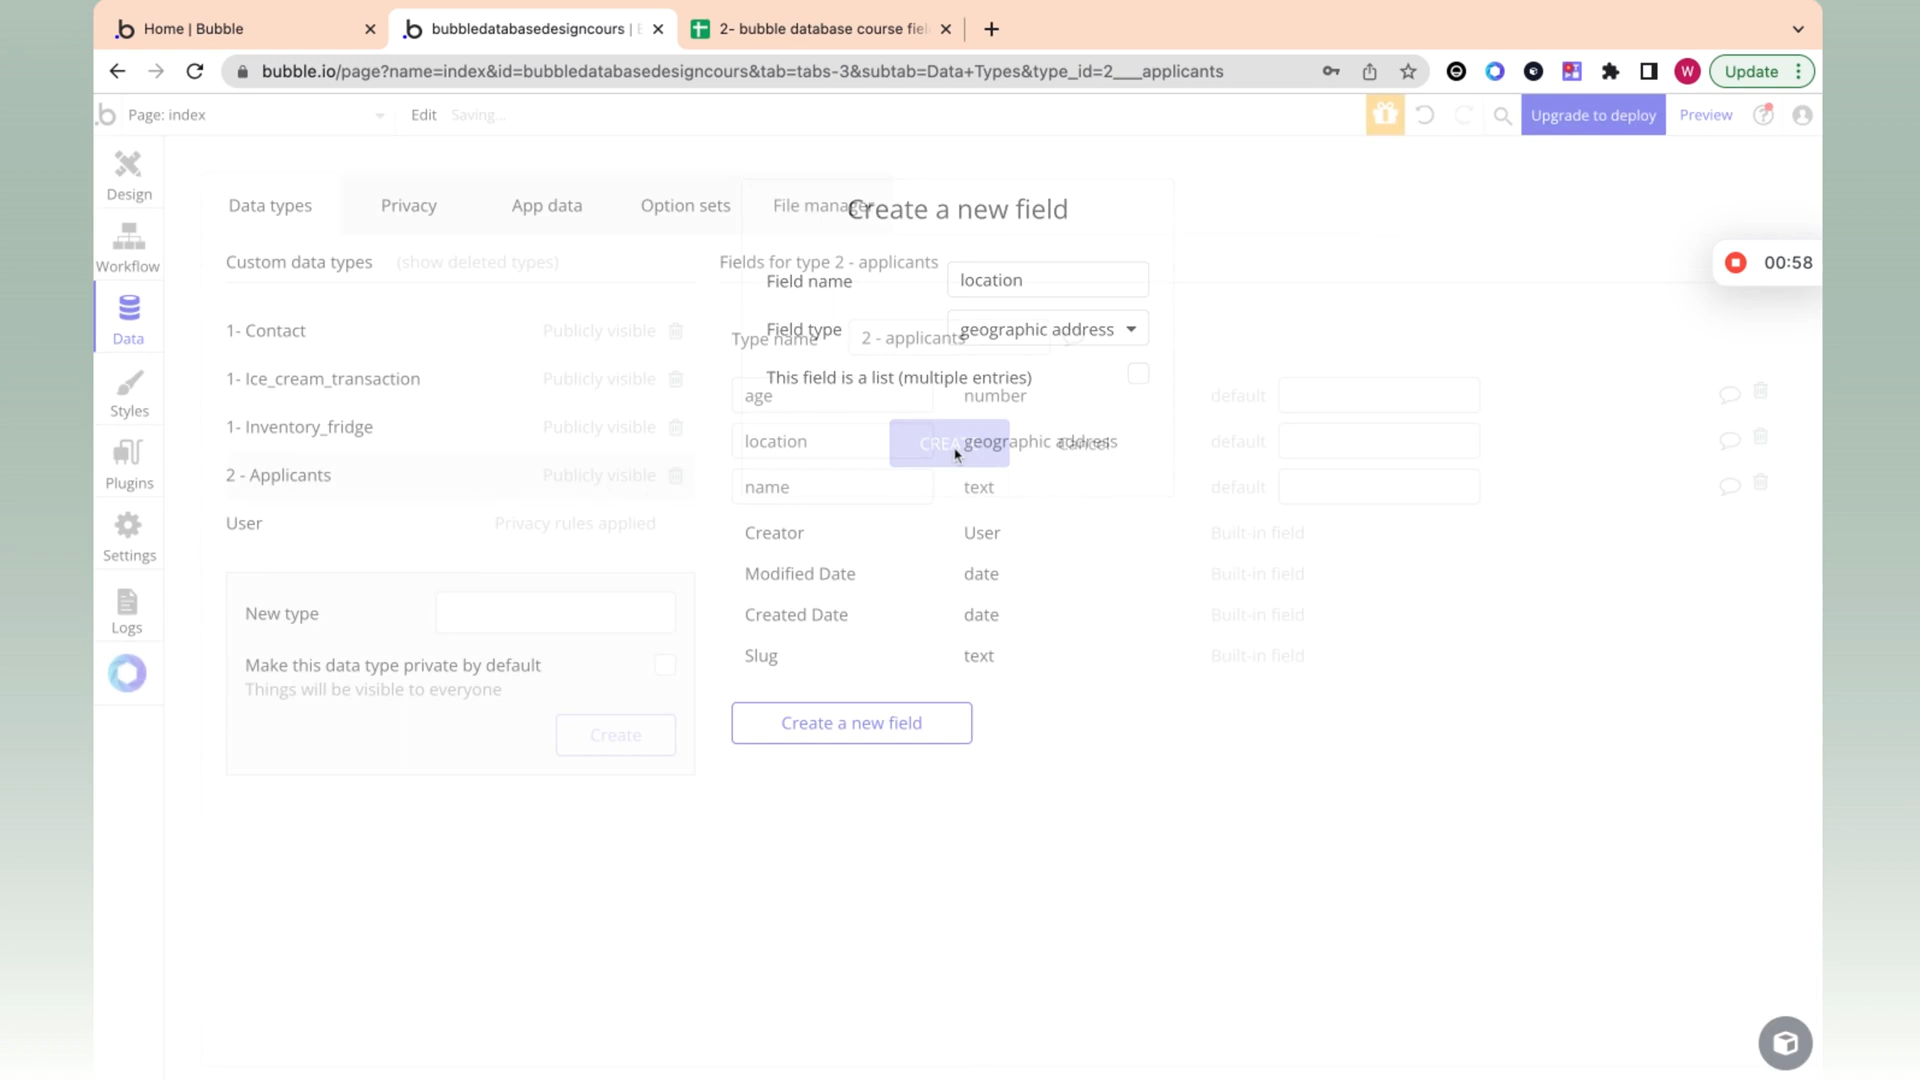 Home | Bubble
bubbledatabasedesigncours |
2- bubble database course fiel
bubble.io/page?name=index&id=bubbledatabasedesigncours&tab=tabs-3&subtab=Data+Types&type_id=2___applicants
W
Update
Page: index
Edit
Saving...
Upgrade to deploy
Preview
Design
Workflow
Data
Styles
Plugins
Settings
Logs
Data types
Privacy
App data
Option sets
File manager
Custom data types
(show deleted types)
1- Contact
Publicly visible
1- Ice_cream_transaction
Publicly visible
1- Inventory_fridge
Publicly visible
2 - Applicants
Publicly visible
User
Privacy rules applied
New type
Make this data type private by default
Things will be visible to everyone
Create
Create a new field
Field name
location
Field type
geographic address
This field is a list (multiple entries)
CREATE
Cancel
Fields for type 2 - applicants
Type name
2 - applicants
age
number
default
location
geographic address
default
name
text
default
Creator
User
Built-in field
Modified Date
date
Built-in field
Created Date
date
Built-in field
Slug
text
Built-in field
Create a new field
00:58